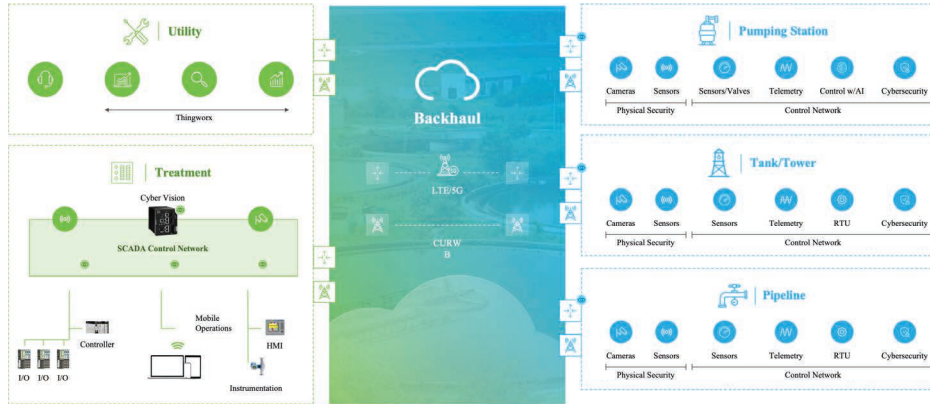 Utility
Thingworx
Treatment
Cyber Vision
SCADA Control Network
Controller
I/O I/O I/O
Mobile
Operations
HMI
Instrumentation
Backhaul
LTE/5G
CURW
B
Pumping Station
Cameras Sensors Sensors/Valves Telemetry Control w/AI Cybersecurity
Physical Security Control Network
Tank/Tower
Cameras Sensors Sensors Telemetry RTU Cybersecurity
Physical Security Control Network
Pipeline
Cameras Sensors Sensors Telemetry RTU Cybersecurity
Physical Security Control Network